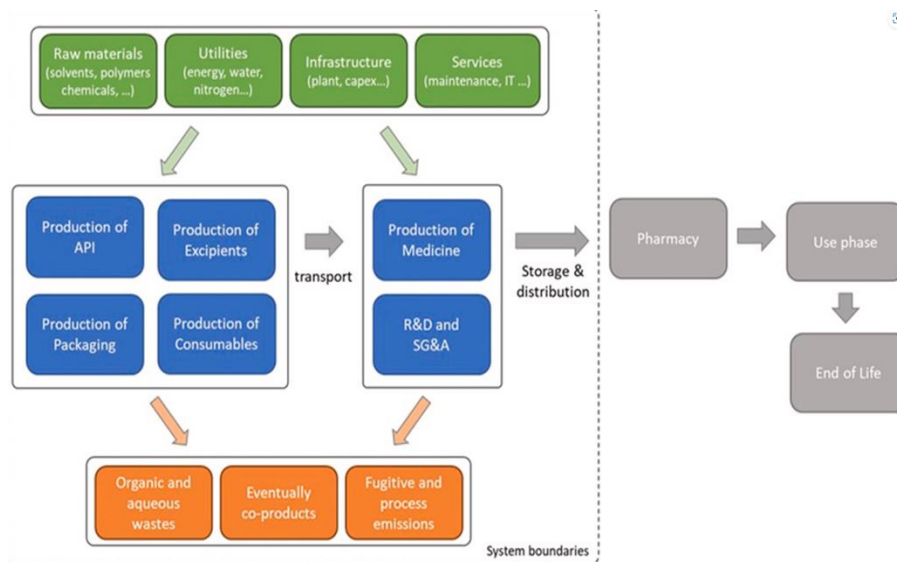 Raw materials
(solvents, polymers
chemicals, ...)
Utilities
(energy, water,
nitrogen...)
Infrastructure
(plant, capex...)
Services
(maintenance, IT ...)
Production of
API
Production of
Excipients
Production of
Packaging
Production of
Consumables
transport
Production of
Medicine
R&D and
SG&A
Storage &
distribution
Pharmacy
Use phase
End of Life
Organic and
aqueous
wastes
Eventually
co-products
Fugitive and
process
emissions
System boundaries